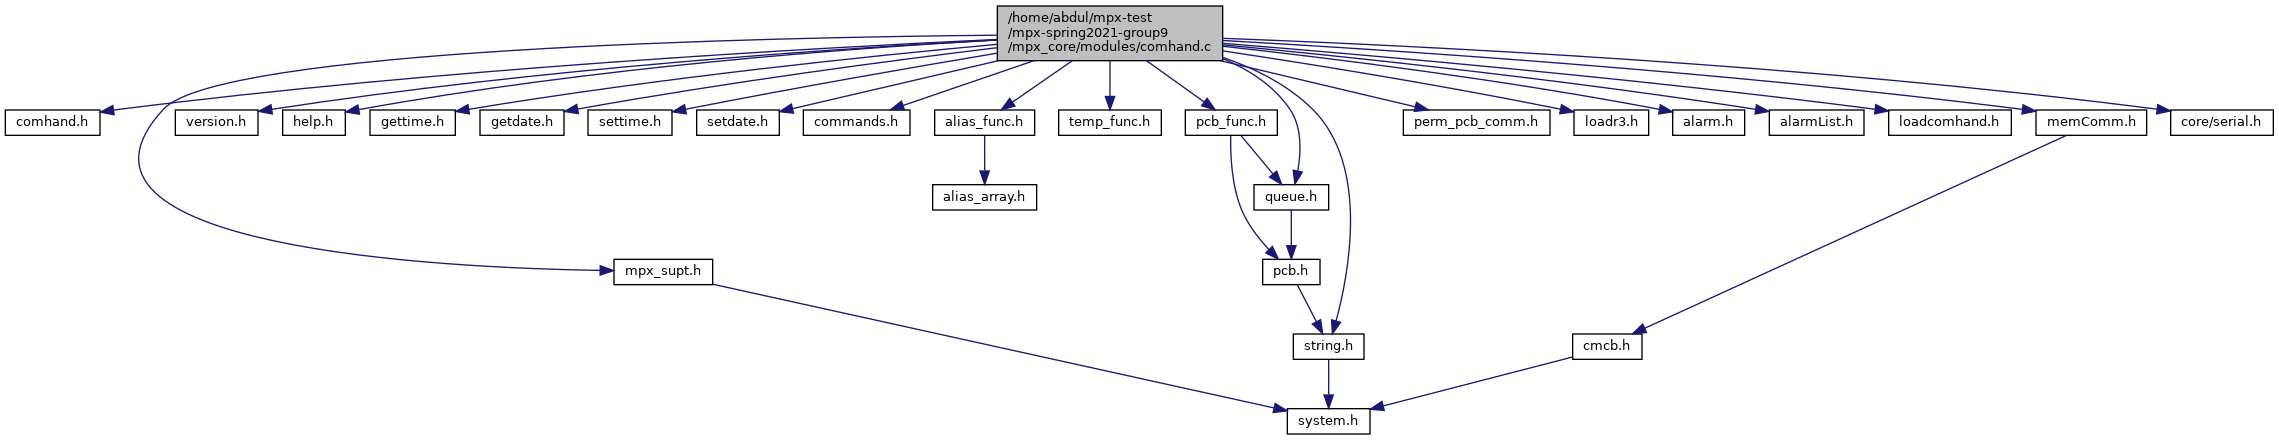 /home/abdul/mpx-test
/mpx-spring2021-group9
/mpx_core/modules/comhand.c
comhand.h
version.h
help.h
gettime.h
getdate.h
settime.h
setdate.h
commands.h
alias_func.h
temp_func.h
pcb_func.h
perm_pcb_comm.h
loadr3.h
alarm.h
alarmList.h
loadcomhand.h
memComm.h
core/serial.h
alias_array.h
queue.h
mpx_supt.h
pcb.h
string.h
cmcb.h
system.h